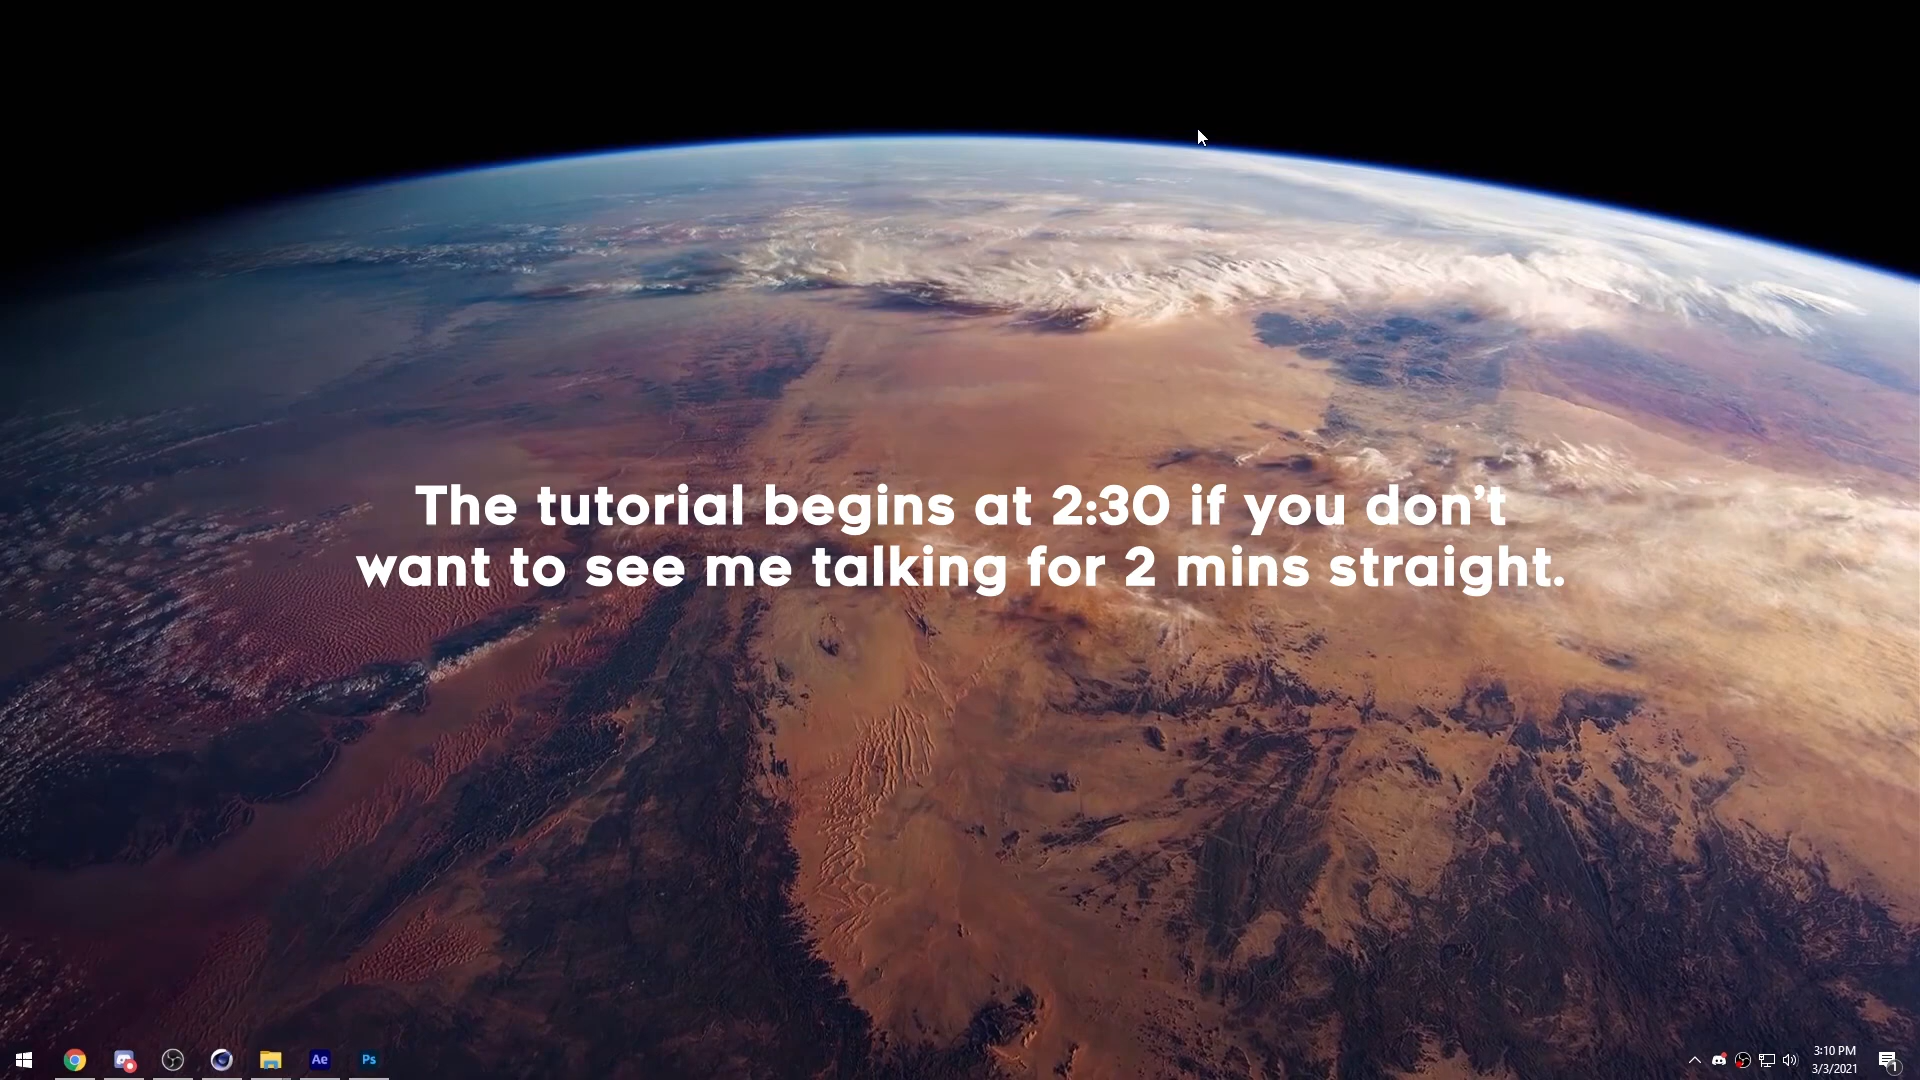 The tutorial begins at 2:30 if you don't
want to see me talking for 2 mins straight.
Ae
Ps
3:10 PM
3/3/2021
1